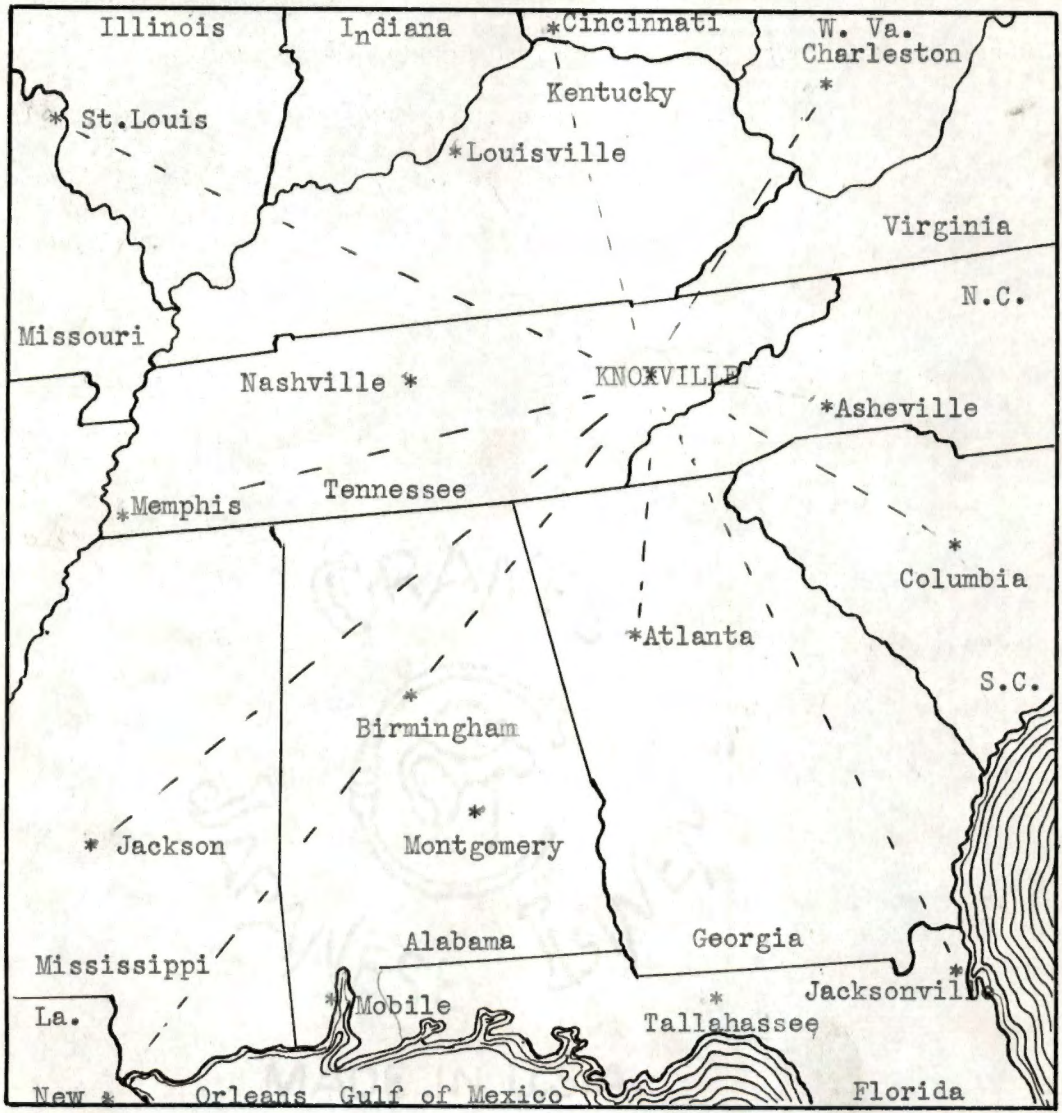 Illinois
Indiana
*Cincinnati
W. Va.
Charleston
*
Kentucky
* St.Louis
*Louisville
Virginia
N.C.
Missouri
Nashville *
KNOXVILLE
*Asheville
Tennessee
*Memphis
*
Columbia
*Atlanta
S.C.
*
Birmingham
*
* Jackson
Montgomery
Alabama
Georgia
Mississippi
*
Jacksonville
La.
*Mobile
*
Tallahassee
New * Orleans
Gulf of Mexico
Florida